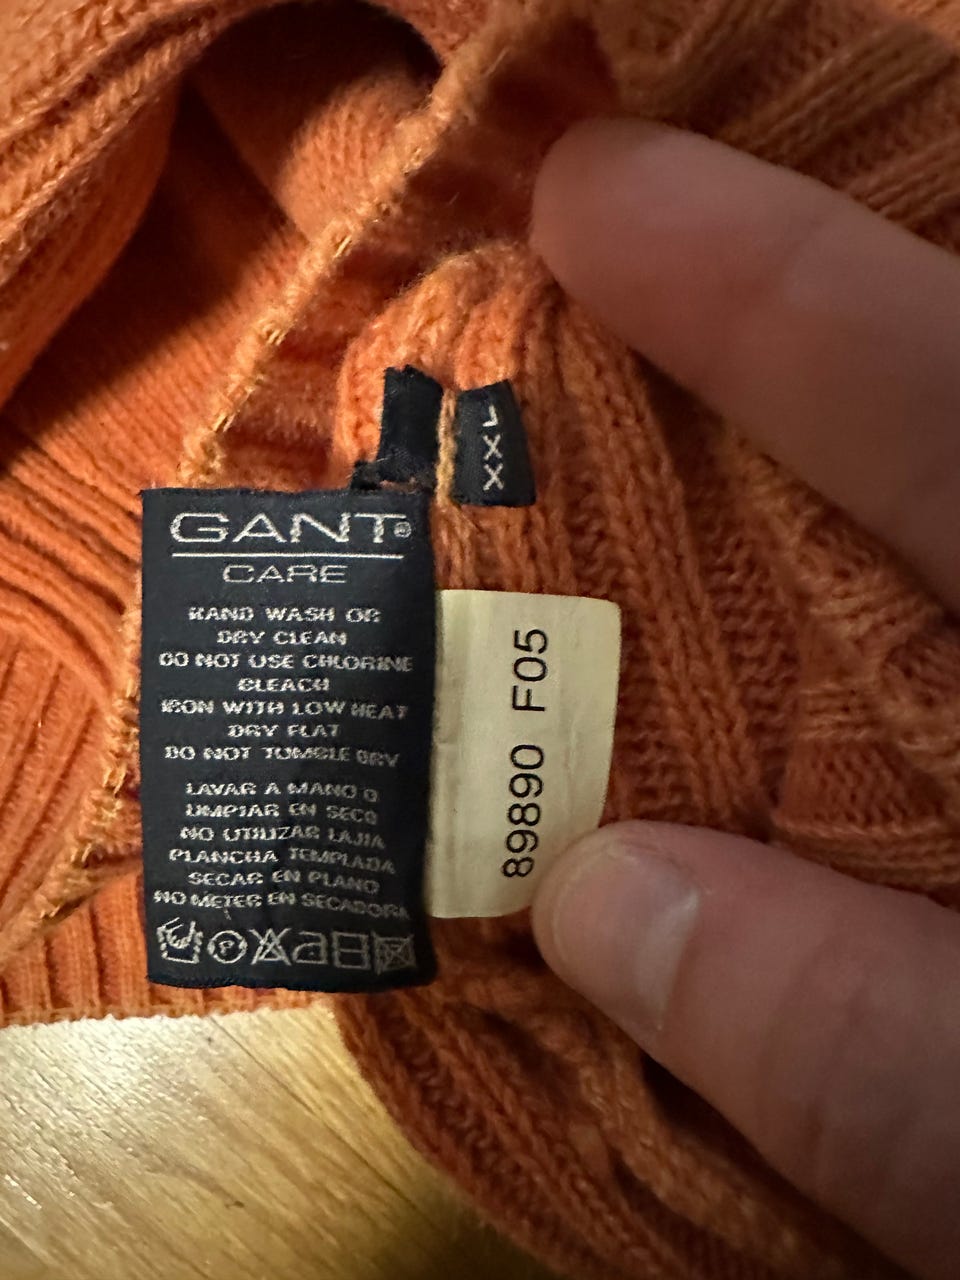 XXL
GANT®
CARE
HAND WASH OR
DRY CLEAN
DO NOT USE CHLORINE
BLEACH
IRON WITH LOW HEAT
DRY FLAT
DO NOT TUMBLE DRY
LAVAR A MANO O
LIMPIAR EN SECO
NO UTILIZAR LAJIA
PLANCHA TEMPLADA
SECAR EN PLANO
NO METER EN SECADORA
P
89890 F05